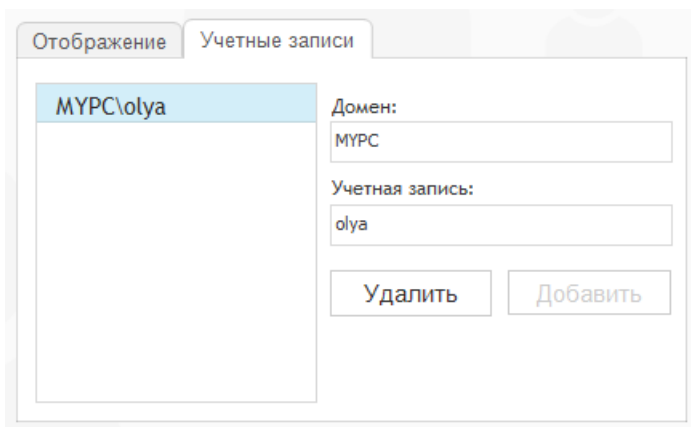 Отображение
Учетные записи
MYPC\olya
Домен:
MYPC
Учетная запись:
olya
Удалить
Добавить